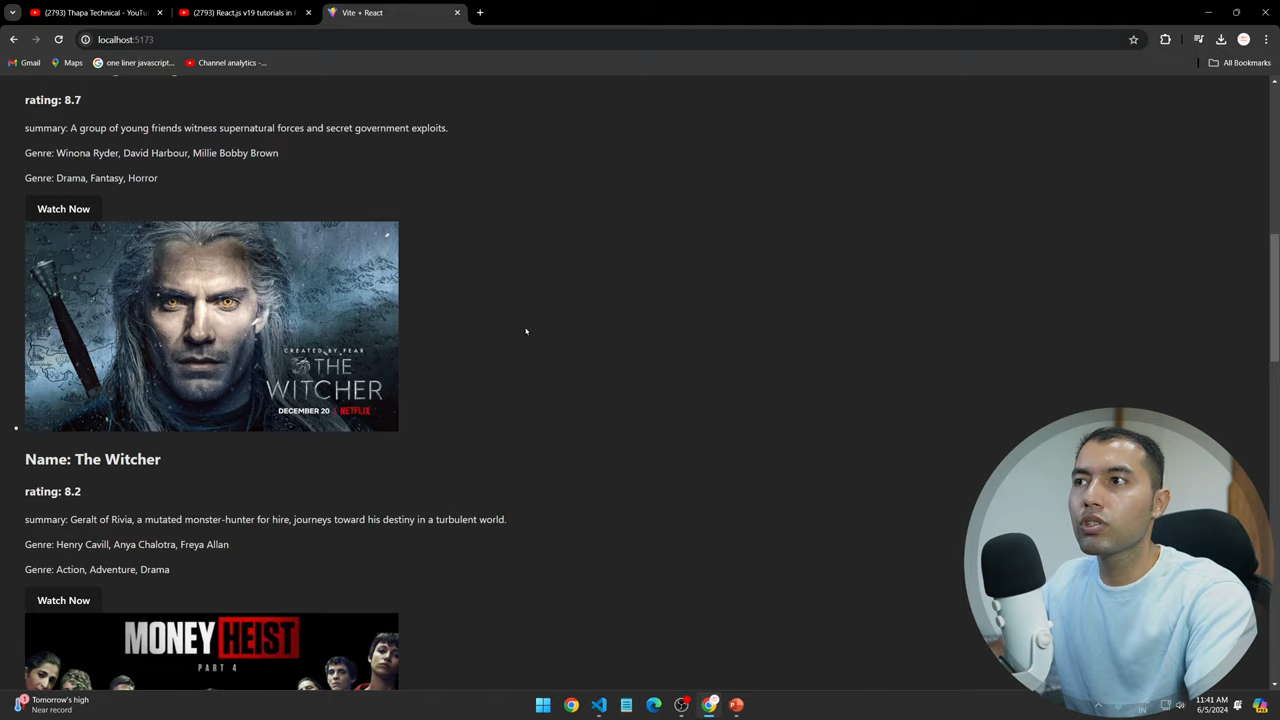 (2793) Thapa Technical - YouTu
(2793) React.js v19 tutorials in
Vite + React
localhost:5173
Gmail
Maps
one liner javascript...
Channel analytics -...
All Bookmarks
rating: 8.7
summary: A group of young friends witness supernatural forces and secret government exploits.
Genre: Winona Ryder, David Harbour, Millie Bobby Brown
Genre: Drama, Fantasy, Horror
Watch Now
CREATED BY FEAR
THE
WITCHER
DECEMBER 20 NETFLIX
Name: The Witcher
rating: 8.2
summary: Geralt of Rivia, a mutated monster-hunter for hire, journeys toward his destiny in a turbulent world.
Genre: Henry Cavill, Anya Chalotra, Freya Allan
Genre: Action, Adventure, Drama
Watch Now
MONEY HEIST
PART 4
1
Tomorrow's high
Near record
IN
11:41 AM
6/5/2024